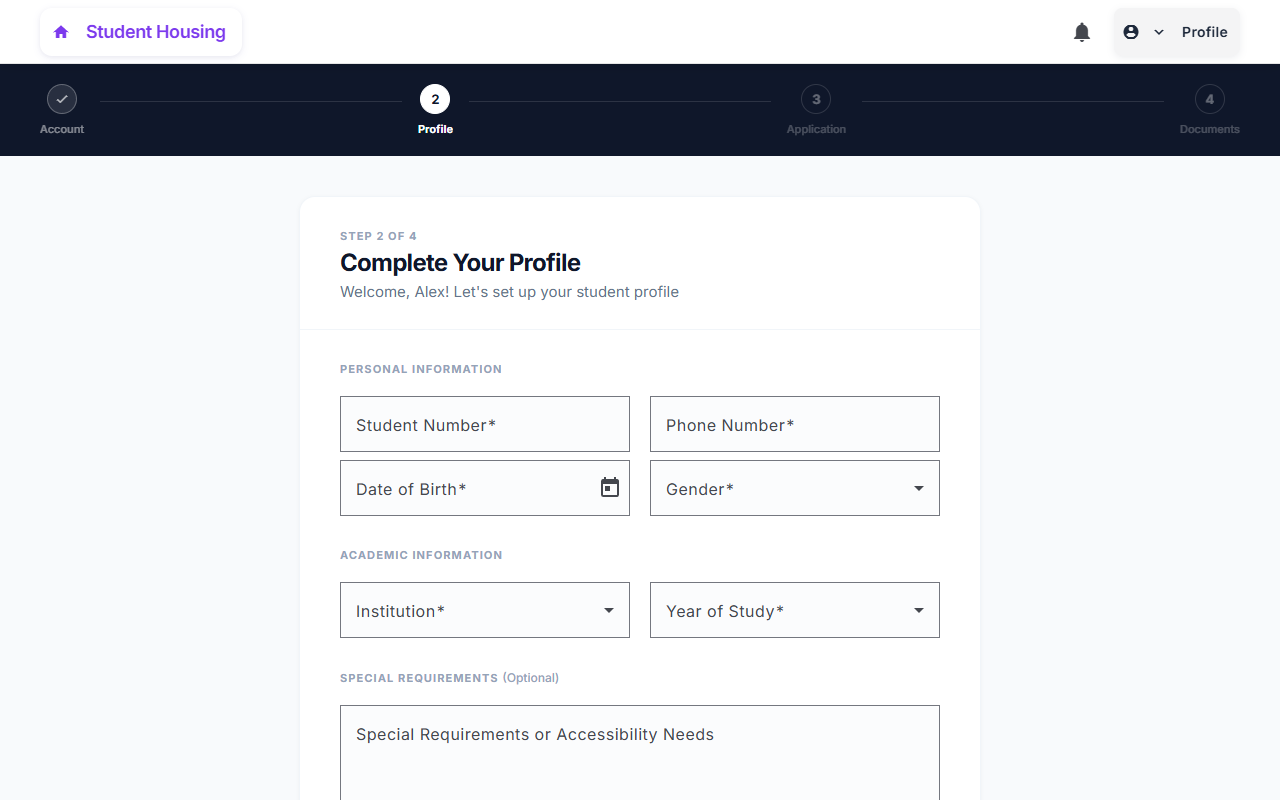 Student Housing
Profile
Account
2
Profile
3
Application
4
Documents
STEP 2 OF 4
Complete Your Profile
Welcome, Alex! Let's set up your student profile
PERSONAL INFORMATION
Student Number*
Phone Number*
Date of Birth*
Gender*
ACADEMIC INFORMATION
Institution*
Year of Study*
SPECIAL REQUIREMENTS (Optional)
Special Requirements or Accessibility Needs